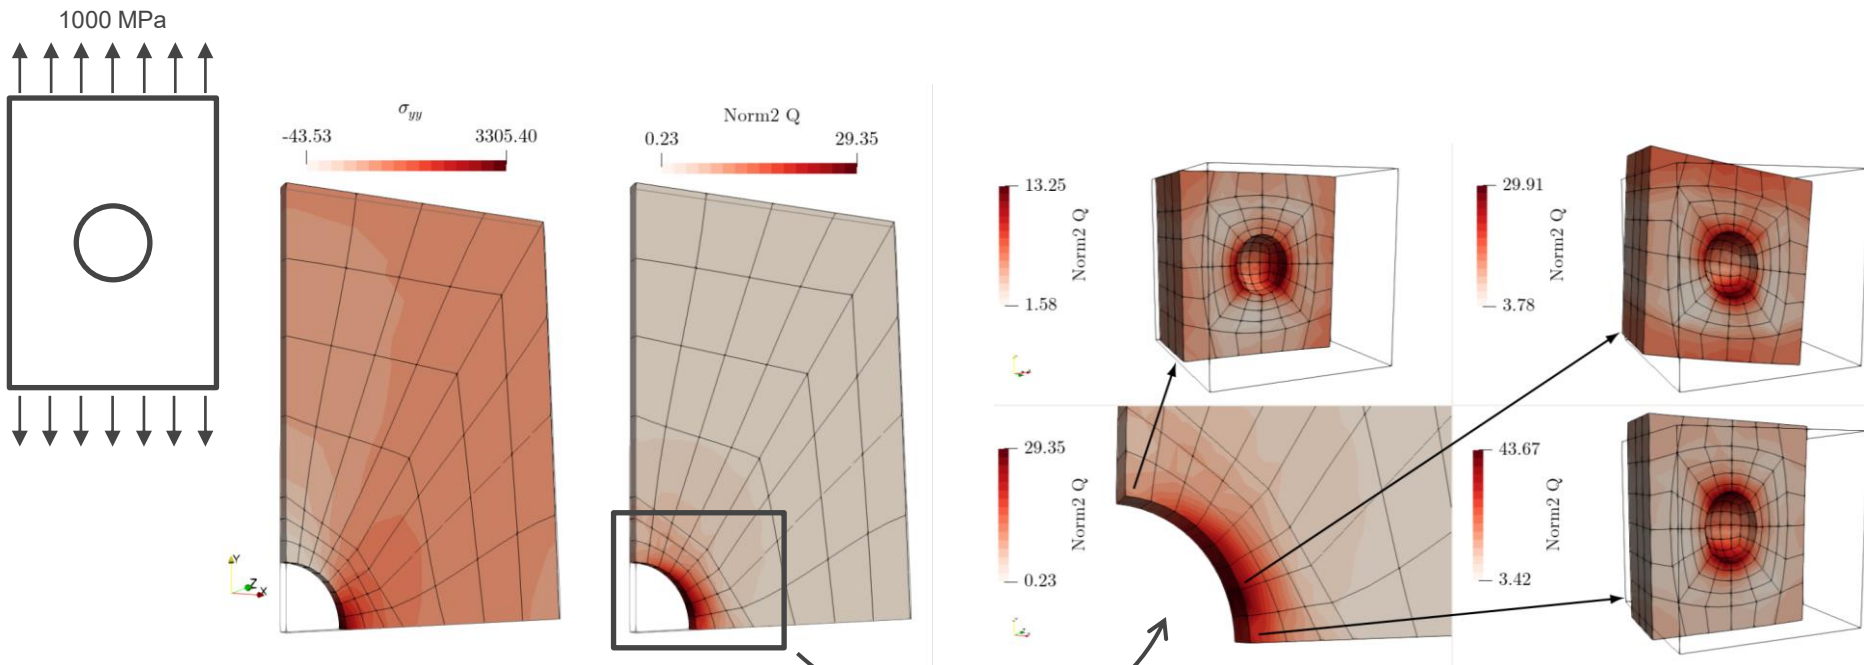 1000 MPa
σyy
-43.53 3305.40
Norm2 Q
0.23 29.35
Y
Z
X
13.25
Norm2 Q
1.58
29.91
Norm2 Q
3.78
29.35
Norm2 Q
0.23
43.67
Norm2 Q
3.42